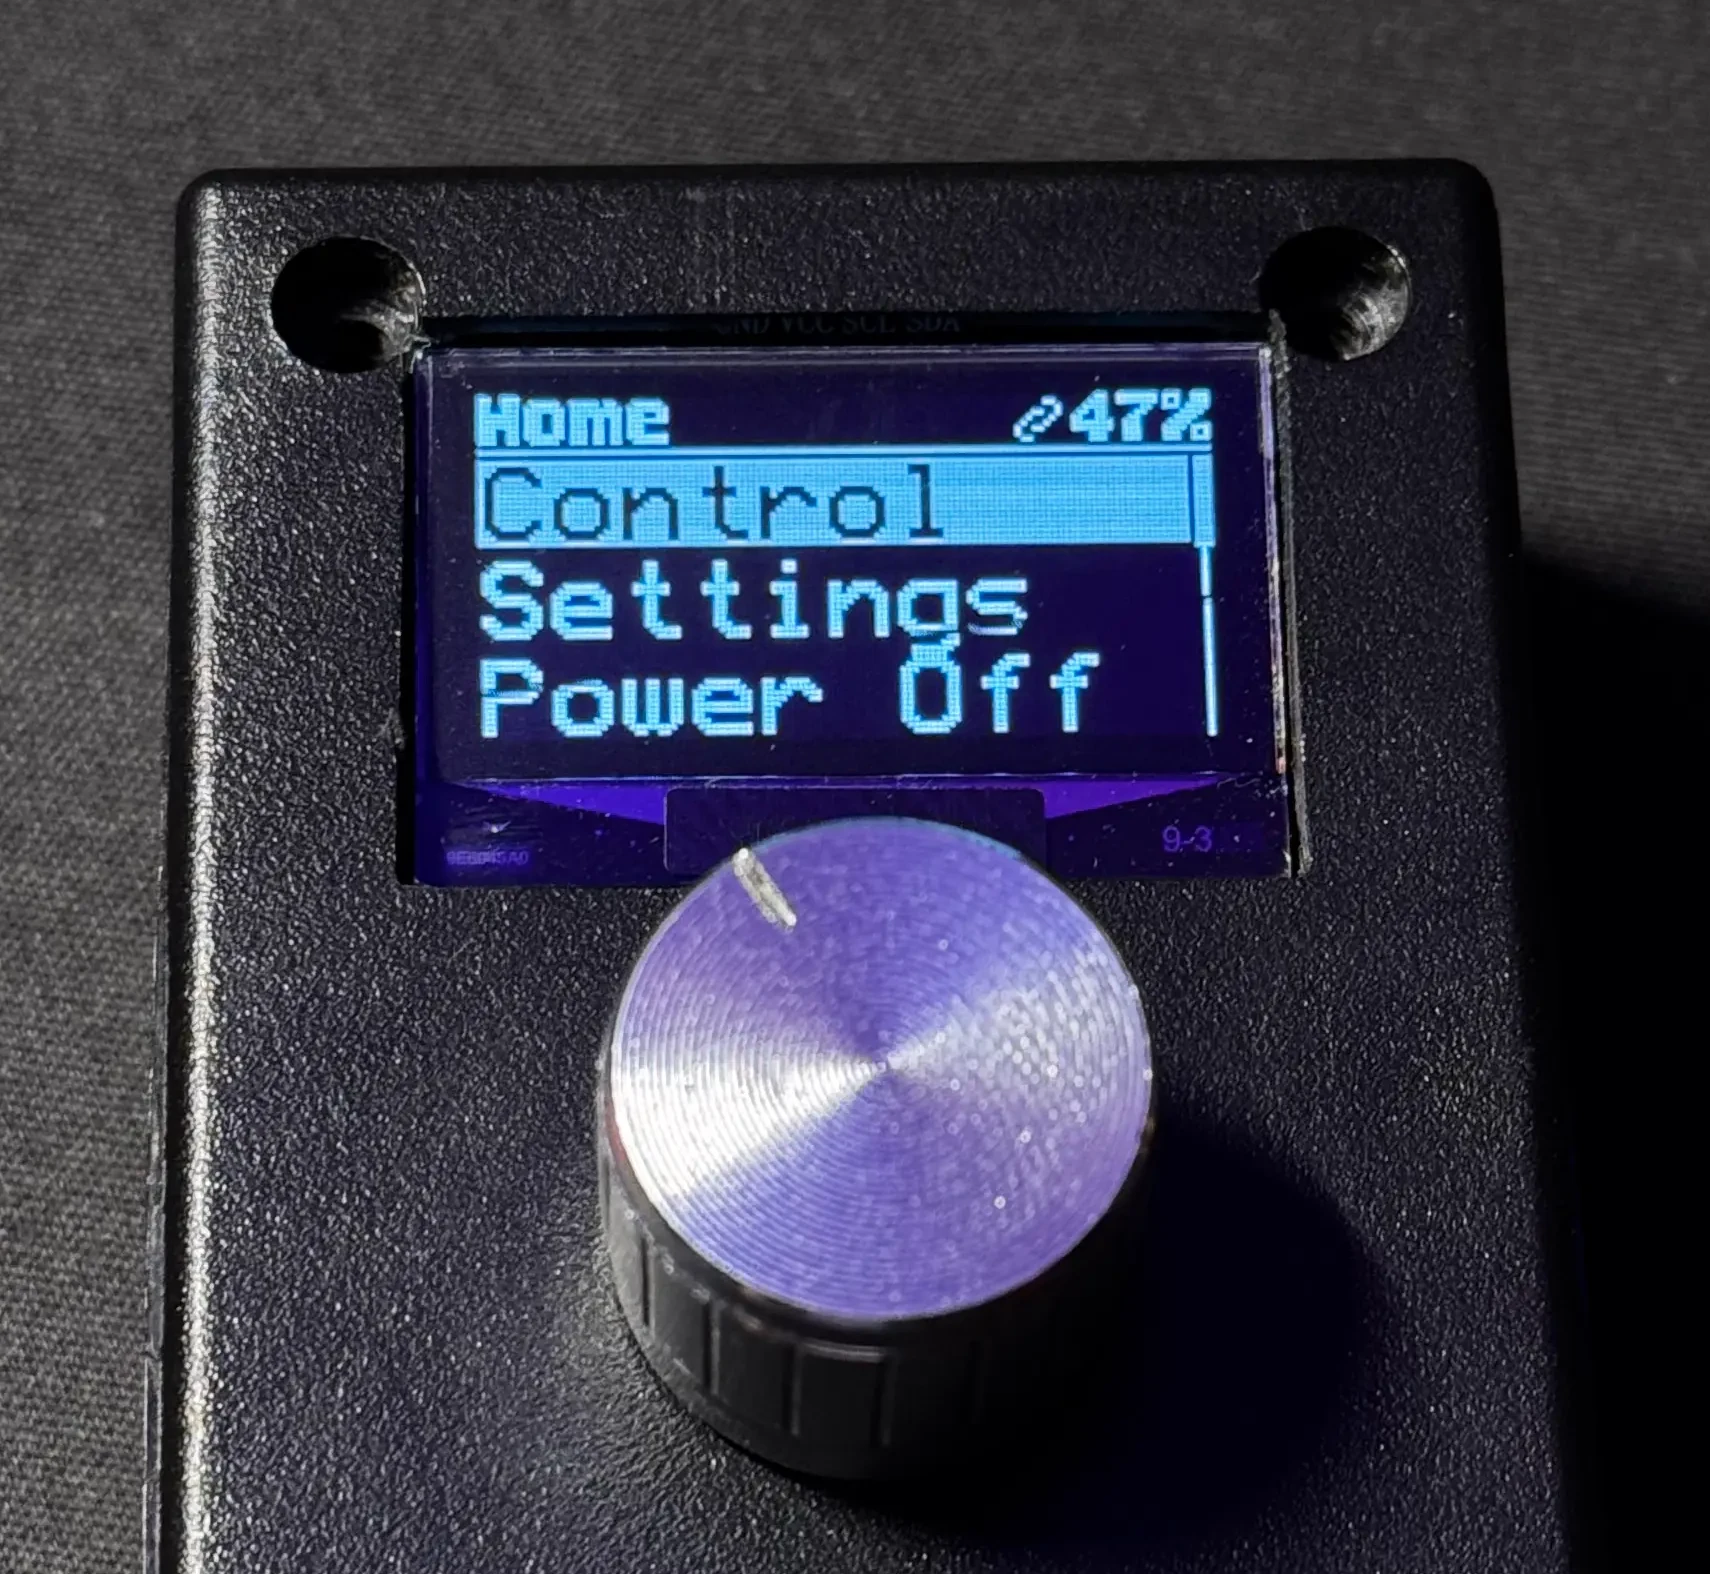 GND VCC SCL SDA
Home 47%
Control
Settings
Power Off
9-3